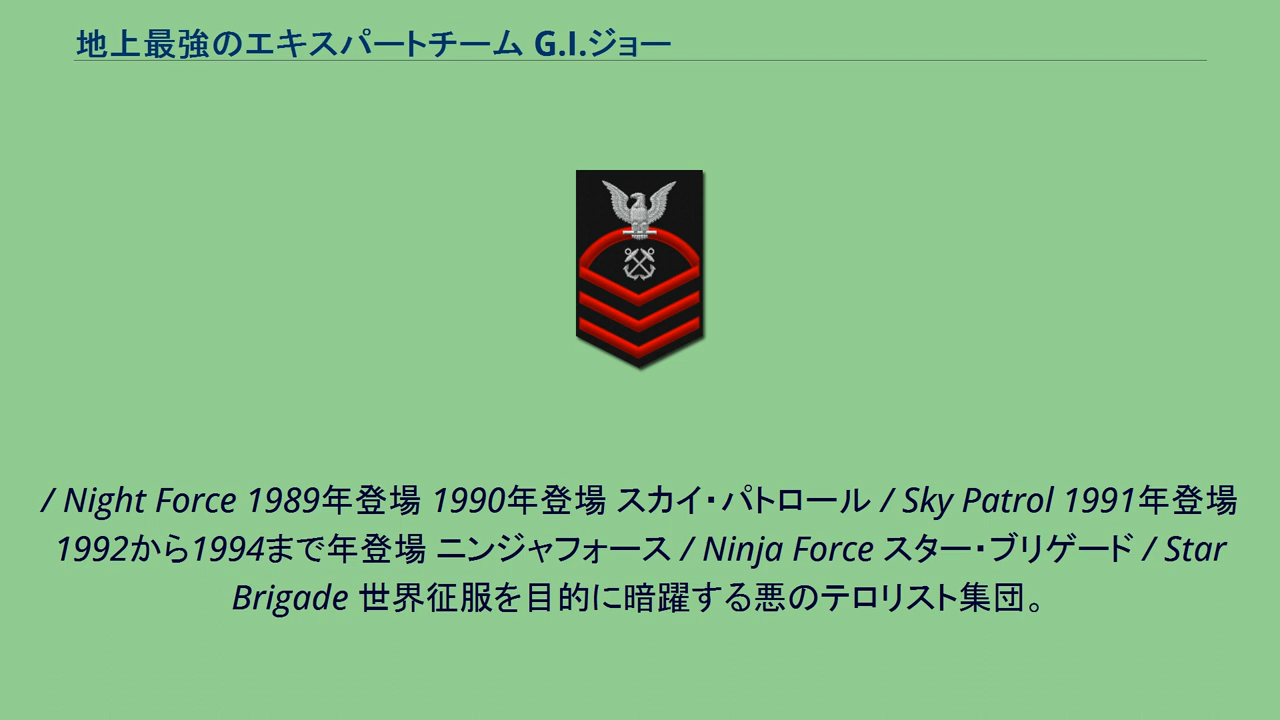 地上最強のエキスパートチーム G.I.ジョー
/ Night Force 1989年登場 1990年登場 スカイ・パトロール / Sky Patrol 1991年登場
1992から1994まで年登場 ニンジャフォース / Ninja Force スター・ブリゲード / Star
Brigade 世界征服を目的に暗躍する悪のテロリスト集団。